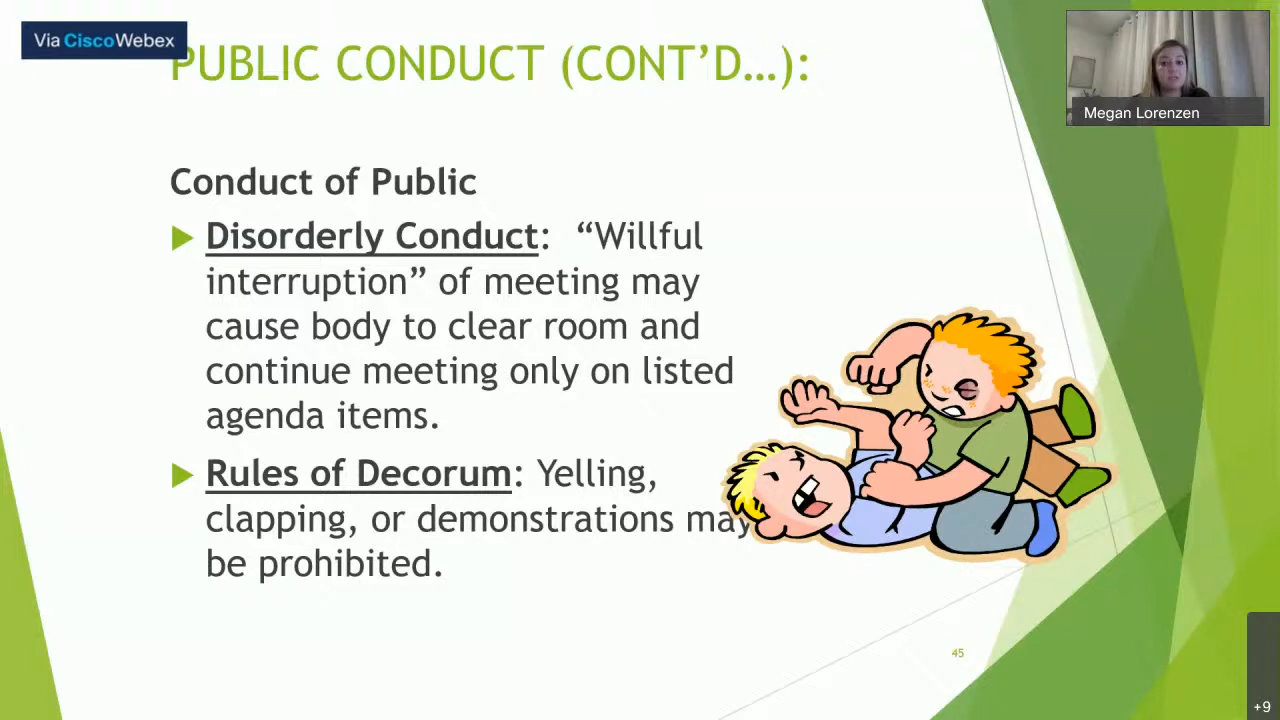 Via CiscoWebex
PUBLIC CONDUCT (CONT’D…):
Megan Lorenzen
Conduct of Public
Disorderly Conduct: “Willful
interruption” of meeting may
cause body to clear room and
continue meeting only on listed
agenda items.
Rules of Decorum: Yelling,
clapping, or demonstrations may
be prohibited.
45
+9